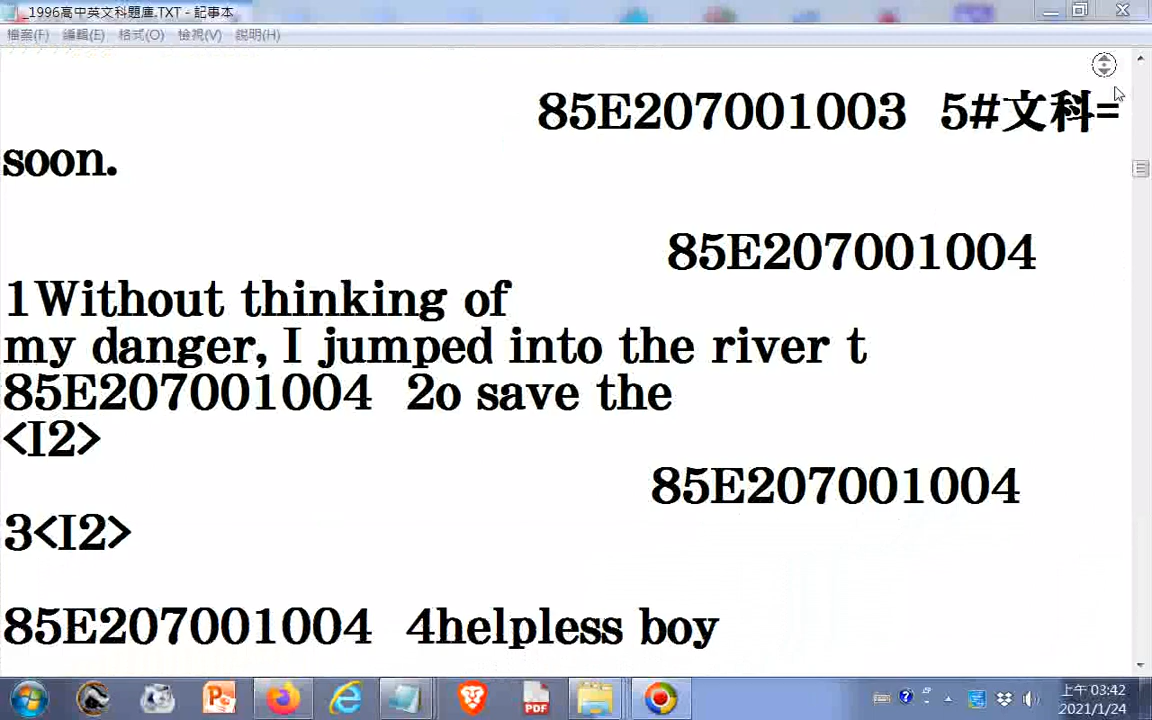 _1996高中英文科題庫.TXT - 記事本
檔案(F) 編輯(E) 格式(O) 檢視(V) 說明(H)
85E207001003 5#文科=
soon.
85E207001004
1Without thinking of
my danger, I jumped into the river t
85E207001004 2o save the
<I2>
85E207001004
3<I2>
85E207001004 4helpless boy
PDF
上午 03:42
2021/1/24